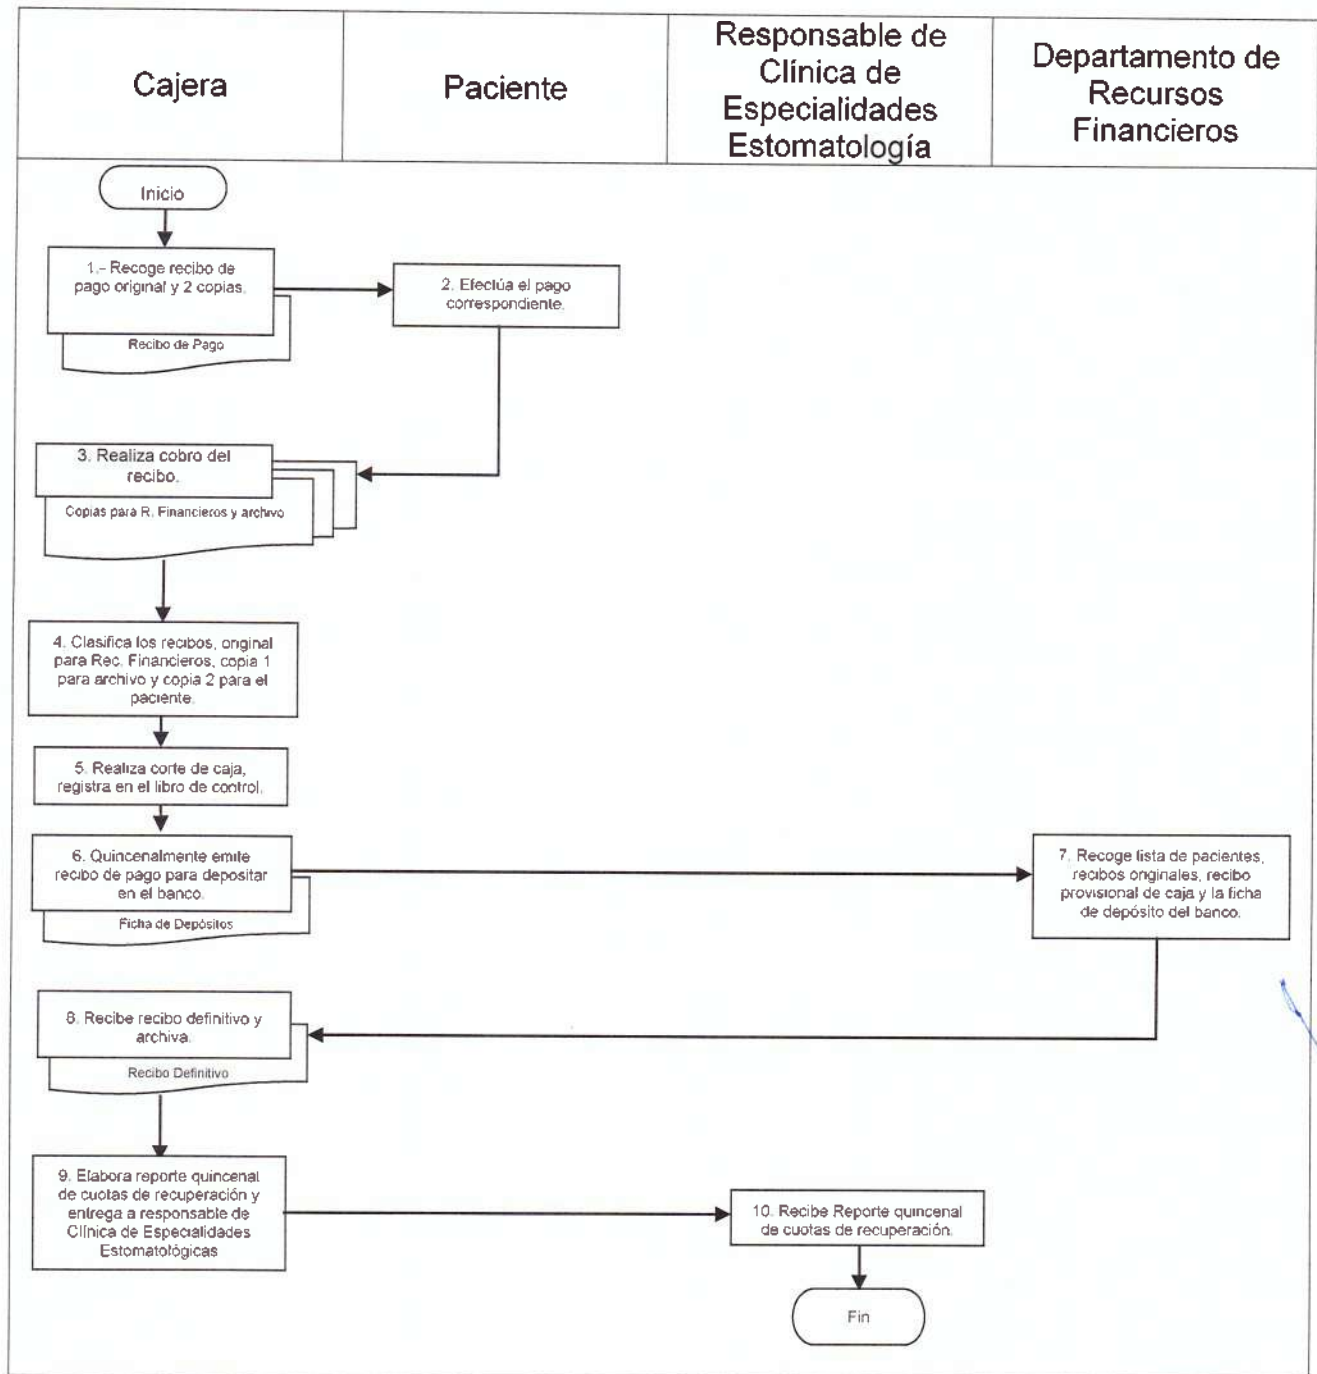 Cajera
Paciente
Responsable de
Clínica de
Especialidades
Estomatología
Departamento de
Recursos
Financieros
Inicio
1.- Recoge recibo de
pago original y 2 copias.
Recibo de Pago
2. Efectúa el pago
correspondiente.
3. Realiza cobro del
recibo.
Copias para R. Financieros y archivo
4. Clasifica los recibos, original
para Rec. Financieros, copia 1
para archivo y copia 2 para el
paciente.
5. Realiza corte de caja,
registra en el libro de control.
6. Quincenalmente emite
recibo de pago para depositar
en el banco.
Ficha de Depósitos
7. Recoge lista de pacientes,
recibos originales, recibo
provisional de caja y la ficha
de depósito del banco.
8. Recibe recibo definitivo y
archiva.
Recibo Definitivo
9. Elabora reporte quincenal
de cuotas de recuperación y
entrega a responsable de
Clínica de Especialidades
Estomatológicas
10. Recibe Reporte quincenal
de cuotas de recuperación.
Fin